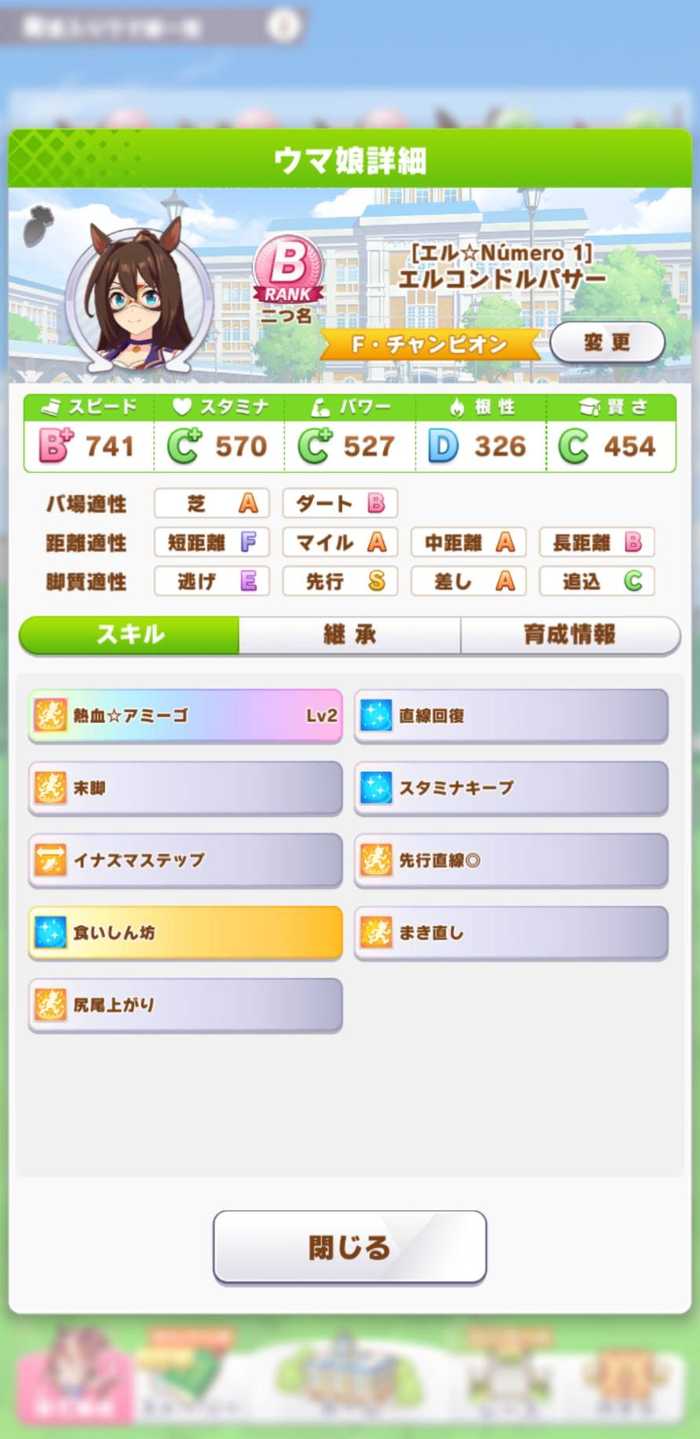 ウマ娘詳細
[エル☆Número 1]
エルコンドルパサー
B
RANK
二つ名
F・チャンピオン
変更
スピード スタミナ パワー 根性 賢さ
B+ 741 C+ 570 C+ 527 D 326 C 454
バ場適性 芝 A ダート B
距離適性 短距離 F マイル A 中距離 A 長距離 B
脚質適性 逃げ E 先行 S 差し A 追込 C
スキル 継承 育成情報
熱血☆アミーゴ Lv2 直線回復
末脚 スタミナキープ
イナズマステップ 先行直線◎
食いしん坊 まき直し
尻尾上がり
閉じる